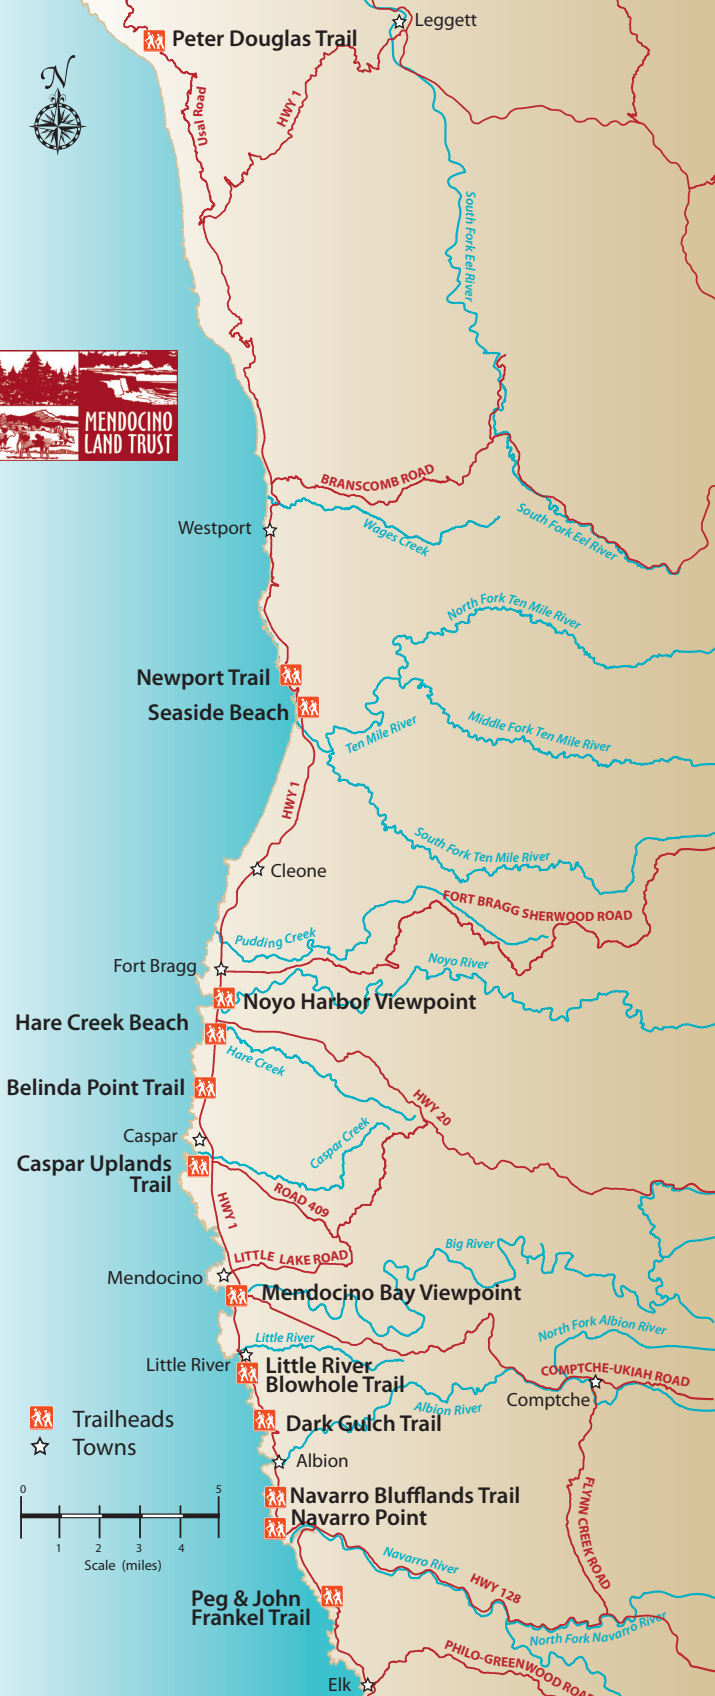 Leggett
Peter Douglas Trail
N
Usal Road
HWY 1
South Fork Eel River
MENDOCINO
LAND TRUST
BRANSCOMB ROAD
Westport
Wages Creek
South Fork Eel River
North Fork Ten Mile River
Newport Trail
Seaside Beach
Ten Mile River
Middle Fork Ten Mile River
HWY 1
South Fork Ten Mile River
Cleone
FORT BRAGG SHERWOOD ROAD
Pudding Creek
Fort Bragg
Noyo River
Noyo Harbor Viewpoint
Hare Creek Beach
Hare Creek
Belinda Point Trail
HWY 20
Caspar
Caspar Creek
Caspar Uplands
Trail
ROAD 409
HWY 1
Big River
LITTLE LAKE ROAD
Mendocino
Mendocino Bay Viewpoint
North Fork Albion River
Little River
Little River
Little River
Blowhole Trail
COMPTCHE-UKIAH ROAD
Comptche
Albion River
Trailheads
Dark Gulch Trail
Towns
Albion
0 5
1 2 3 4
Scale (miles)
Navarro Blufflands Trail
Navarro Point
FLYNN CREEK ROAD
Navarro River
HWY 128
Peg & John
Frankel Trail
North Fork Navarro River
PHILO-GREENWOOD ROAD
Elk